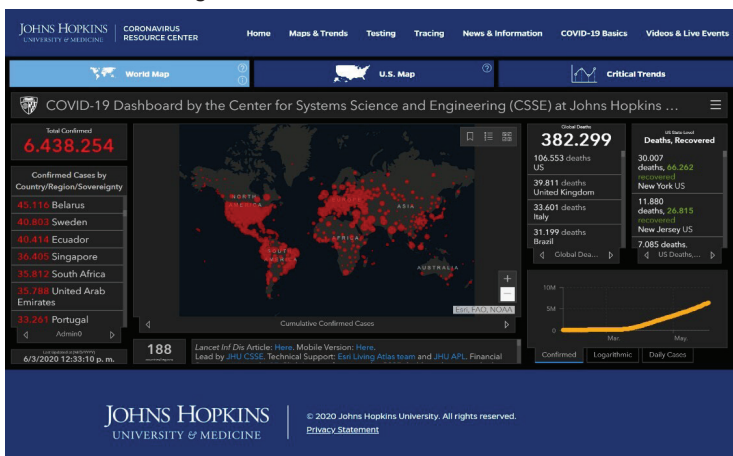 JOHNS HOPKINS
UNIVERSITY & MEDICINE
CORONAVIRUS
RESOURCE CENTER
Home
Maps & Trends
Testing
Tracing
News & Information
COVID-19 Basics
Videos & Live Events
World Map
U.S. Map
Critical Trends
COVID-19 Dashboard by the Center for Systems Science and Engineering (CSSE) at Johns Hopkins ...
Total Confirmed
6.438.254
Confirmed Cases by
Country/Region/Sovereignty
45.116 Belarus
40.803 Sweden
40.414 Ecuador
36.405 Singapore
35.812 South Africa
35.788 United Arab
Emirates
33.261 Portugal
Admin0
6/3/2020 12:33:10 p. m.
NORTH
AMERICA
SOUTH
AMERICA
EUROPE
AFRICA
ASIA
AUSTRALIA
+
−
Esri, FAO, NOAA
Cumulative Confirmed Cases
188
Lancet Inf Dis Article: Here. Mobile Version: Here.
Lead by JHU CSSE. Technical Support: Esri Living Atlas team and JHU APL. Financial
Global Deaths
382.299
106.553 deaths
US
39.811 deaths
United Kingdom
33.601 deaths
Italy
31.199 deaths
Brazil
Global Dea...
US State Level
Deaths, Recovered
30.007
deaths, 66.262
recovered
New York US
11.880
deaths, 26.815
recovered
New Jersey US
7.085 deaths,
US Deaths,...
10M
5M
0
Mar.
May.
Confirmed
Logarithmic
Daily Cases
JOHNS HOPKINS
UNIVERSITY & MEDICINE
© 2020 Johns Hopkins University. All rights reserved.
Privacy Statement